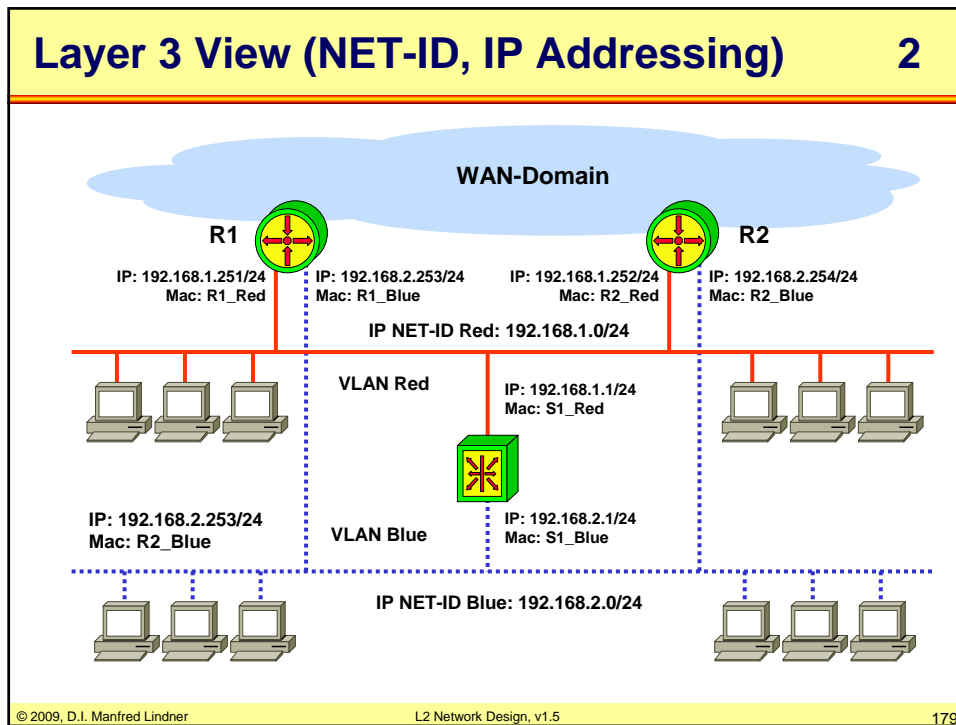 Layer 3 View (NET-ID, IP Addressing) 2
WAN-Domain
R1
R2
IP: 192.168.1.251/24
Mac: R1_Red
IP: 192.168.2.253/24
Mac: R1_Blue
IP: 192.168.1.252/24
Mac: R2_Red
IP: 192.168.2.254/24
Mac: R2_Blue
IP NET-ID Red: 192.168.1.0/24
VLAN Red
IP: 192.168.1.1/24
Mac: S1_Red
IP: 192.168.2.253/24
Mac: R2_Blue
VLAN Blue
IP: 192.168.2.1/24
Mac: S1_Blue
IP NET-ID Blue: 192.168.2.0/24
© 2009, D.I. Manfred Lindner
L2 Network Design, v1.5
179